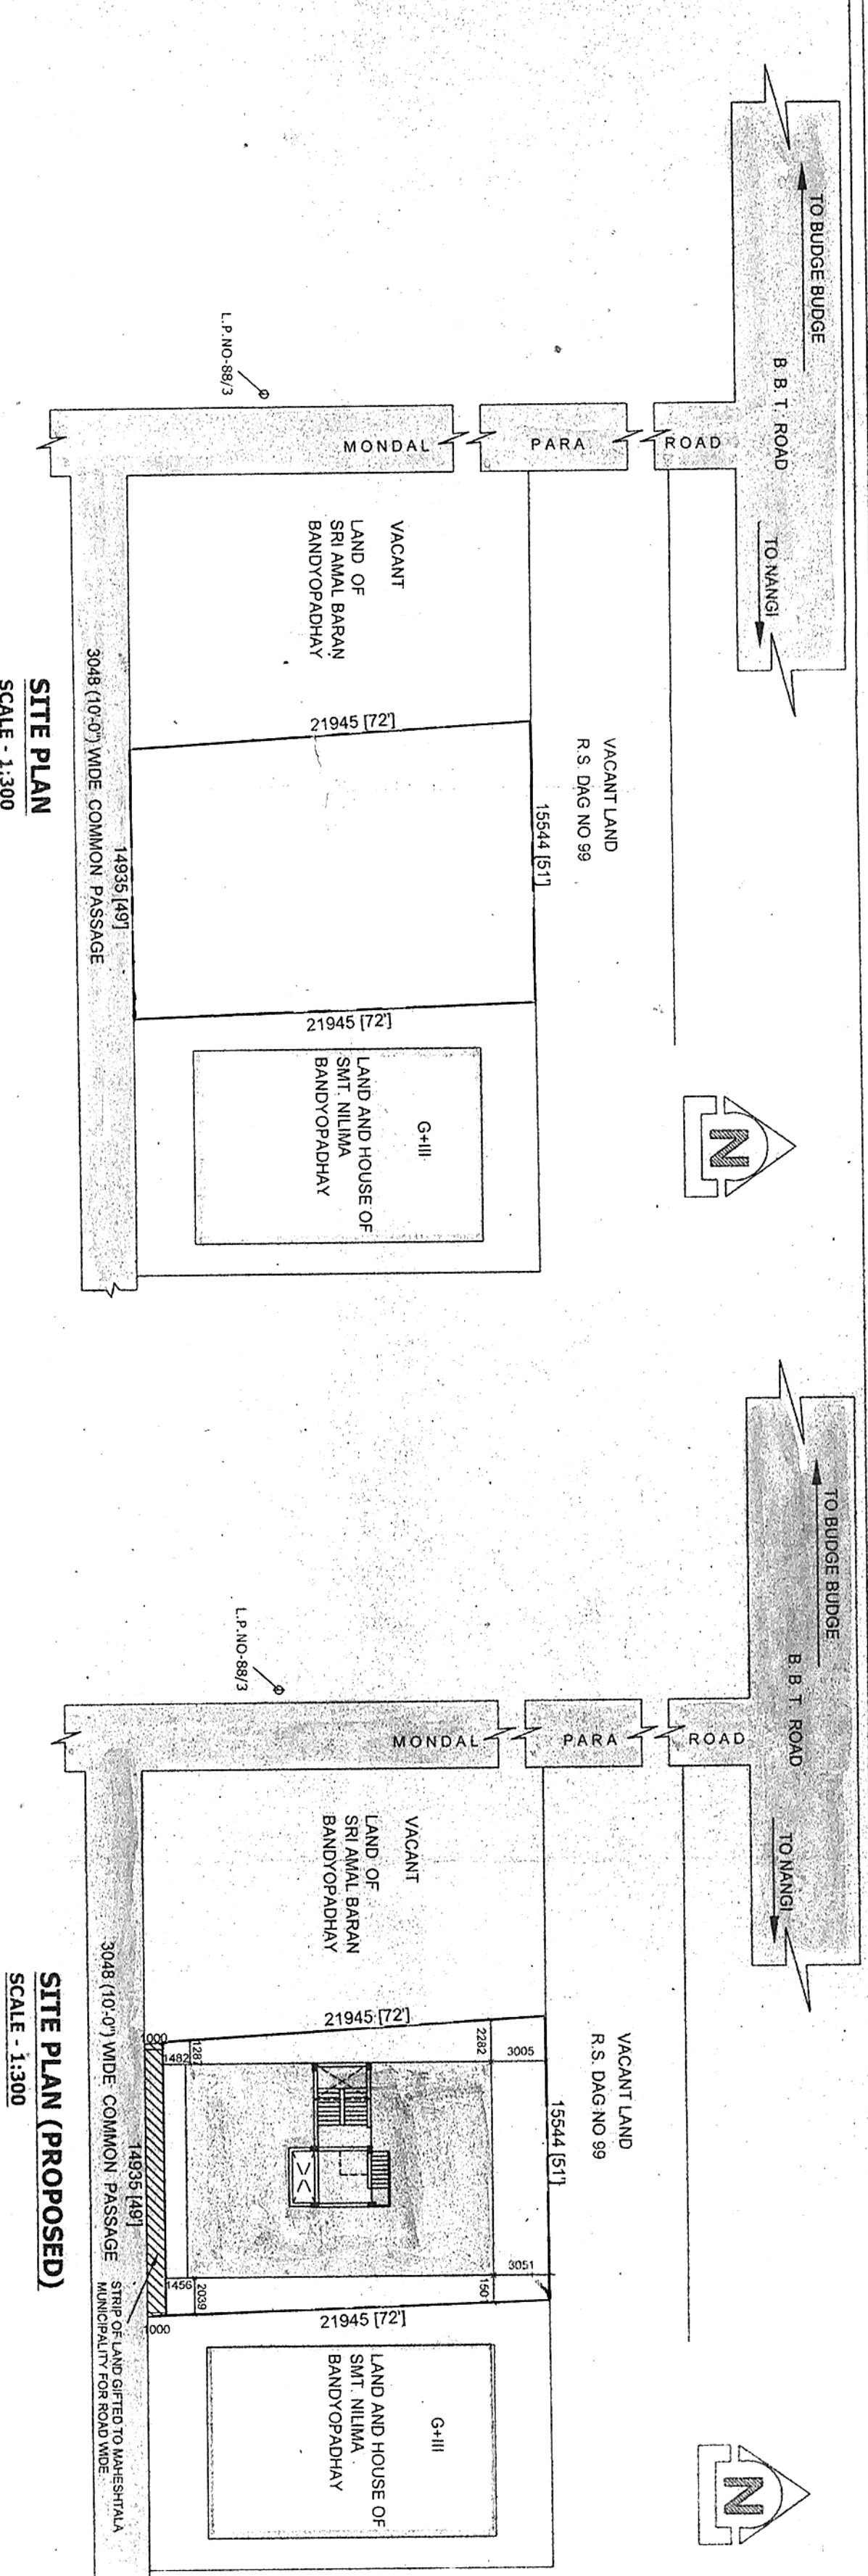 TO BUDGE BUDGE
B. B. T. ROAD
TO NANGI
MONDAL PARA ROAD
L.P.NO-88/3
VACANT
LAND OF
SRI AMAL BARAN
BANDYOPADHAY
VACANT LAND
R.S. DAG NO 99
21945 [72']
15544 [51']
21945 [72']
14935 [49']
3048 (10'-0") WIDE COMMON PASSAGE
G+III
LAND AND HOUSE OF
SMT. NILIMA
BANDYOPADHAY
N
SITE PLAN
SCALE - 1:300
TO BUDGE BUDGE
B. B. T. ROAD
TO NANGI
MONDAL PARA ROAD
L.P.NO-88/3
VACANT
LAND OF
SRI AMAL BARAN
BANDYOPADHAY
VACANT LAND
R.S. DAG NO 99
21945 [72']
15544 [51']
2282
3005
1000
1482
1287
3051
150
1456
2039
1000
21945 [72']
14935 [49']
3048 (10'-0") WIDE COMMON PASSAGE
STRIP OF LAND GIFTED TO MAHESHTALA
MUNICIPALITY FOR ROAD WIDE.
G+III
LAND AND HOUSE OF
SMT. NILIMA
BANDYOPADHAY
N
SITE PLAN (PROPOSED)
SCALE - 1:300